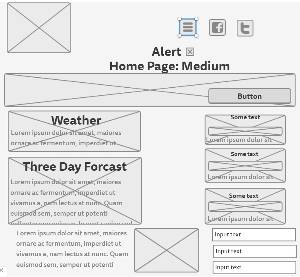 Alert
Home Page: Medium
Button
Weather
Lorem ipsum dolor sit amet, maiores
ornare ac fermentum, imperdiet ut
Three Day Forcast
Lorem ipsum dolor sit amet, maiores
ornare ac fermentum, imperdiet ut
vivamus a, nam lectus at nunc. Quam
euismod sem, semper ut potenti
Some text
Lorem ipsum dolor sit
Some text
Lorem ipsum dolor sit
Some text
Lorem ipsum dolor sit
Lorem ipsum dolor sit amet, maiores
ornare ac fermentum, imperdiet ut
vivamus a, nam lectus at nunc. Quam
euismod sem, semper ut potenti
Input text
Input text
Input text